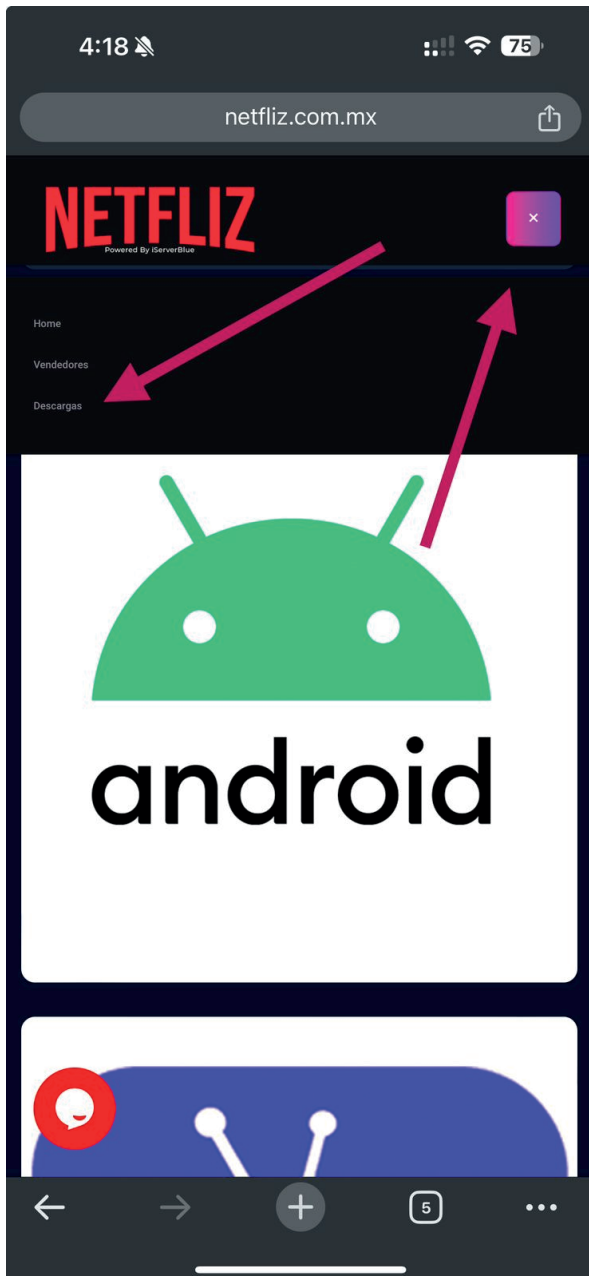 4:18
75
netfliz.com.mx
NETFLIZ
Powered By iServerBlue
×
Home
Vendedores
Descargas
android
5